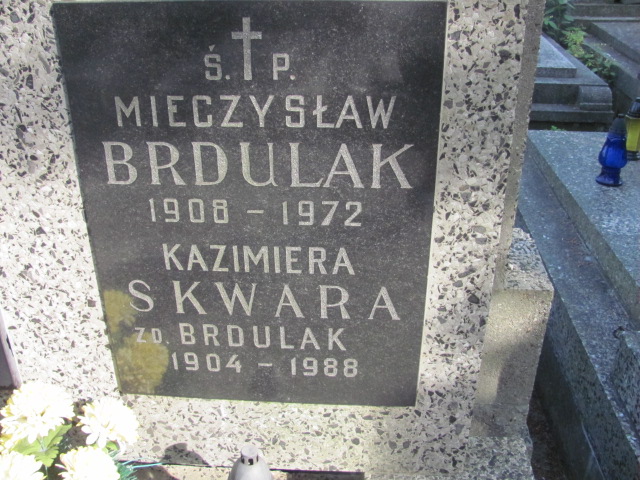 Ś. P.
MIECZYSŁAW
BRDULAK
1908 - 1972
KAZIMIERA
SKWARA
ZD. BRDULAK
1904 - 1988